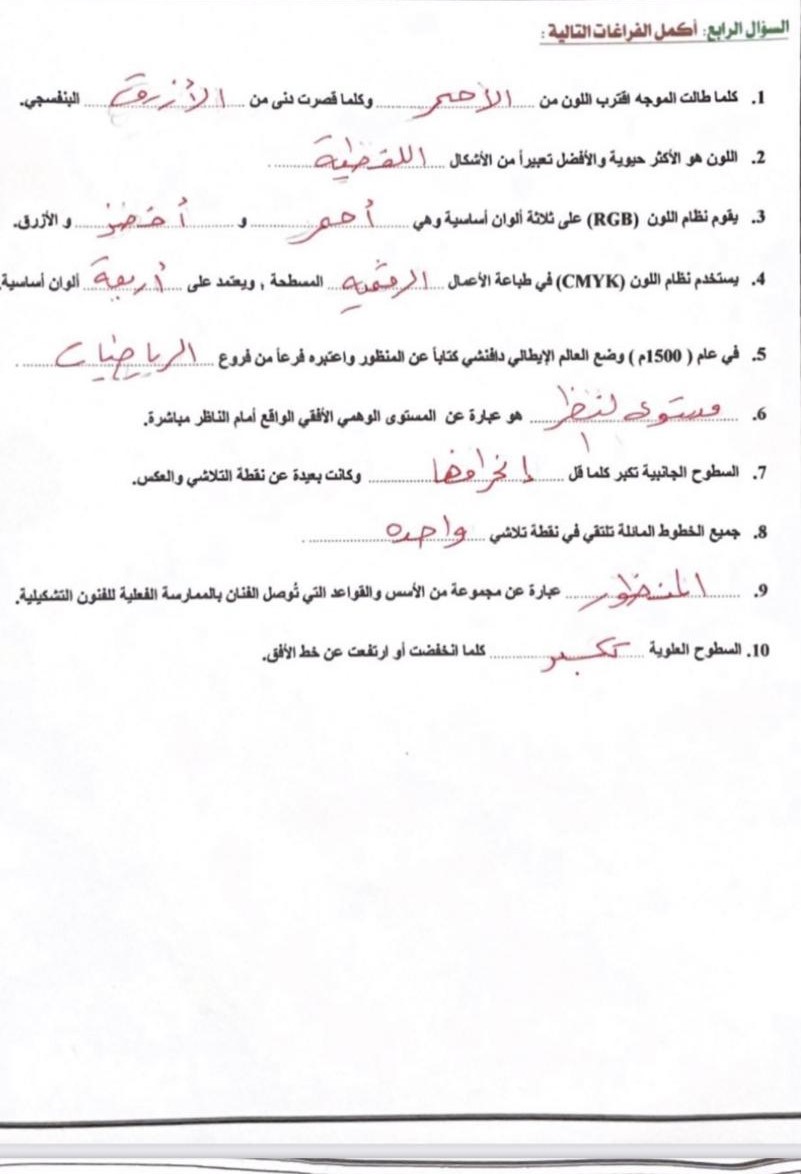 السؤال الرابع: أكمل الفراغات التالية :
1. كلما طالت الموجه اقترب اللون من ...الأحمر... وكلما قصرت دنى من ...الأزرق... البنفسجي.
2. اللون هو الأكثر حيوية والأفضل تعبيراً من الأشكال ...اللفظية...
3. يقوم نظام اللون (RGB) على ثلاثة ألوان أساسية وهي ...أحمر... و ...أخضر... و الأزرق.
4. يستخدم نظام اللون (CMYK) في طباعة الأعمال ...الرقمية... المسطحة , ويعتمد على ...أربعة... ألوان أساسية.
5. في عام ( 1500م ) وضع العالم الإيطالي دافنشي كتاباً عن المنظور واعتبره فرعاً من فروع ...الرياضيات...
6. ...مستوى النظر... هو عبارة عن المستوى الوهمي الأفقي الواقع أمام الناظر مباشرة.
7. السطوح الجانبية تكبر كلما قل ...إنحرافها... وكانت بعيدة عن نقطة التلاشي والعكس.
8. جميع الخطوط المائلة تلتقي في نقطة تلاشي ...واحده...
9. ...المنظور... عبارة عن مجموعة من الأسس والقواعد التي تُوصل الفنان بالممارسة الفعلية للفنون التشكيلية.
10. السطوح العلوية ...تكبر... كلما انخفضت أو ارتفعت عن خط الأفق.